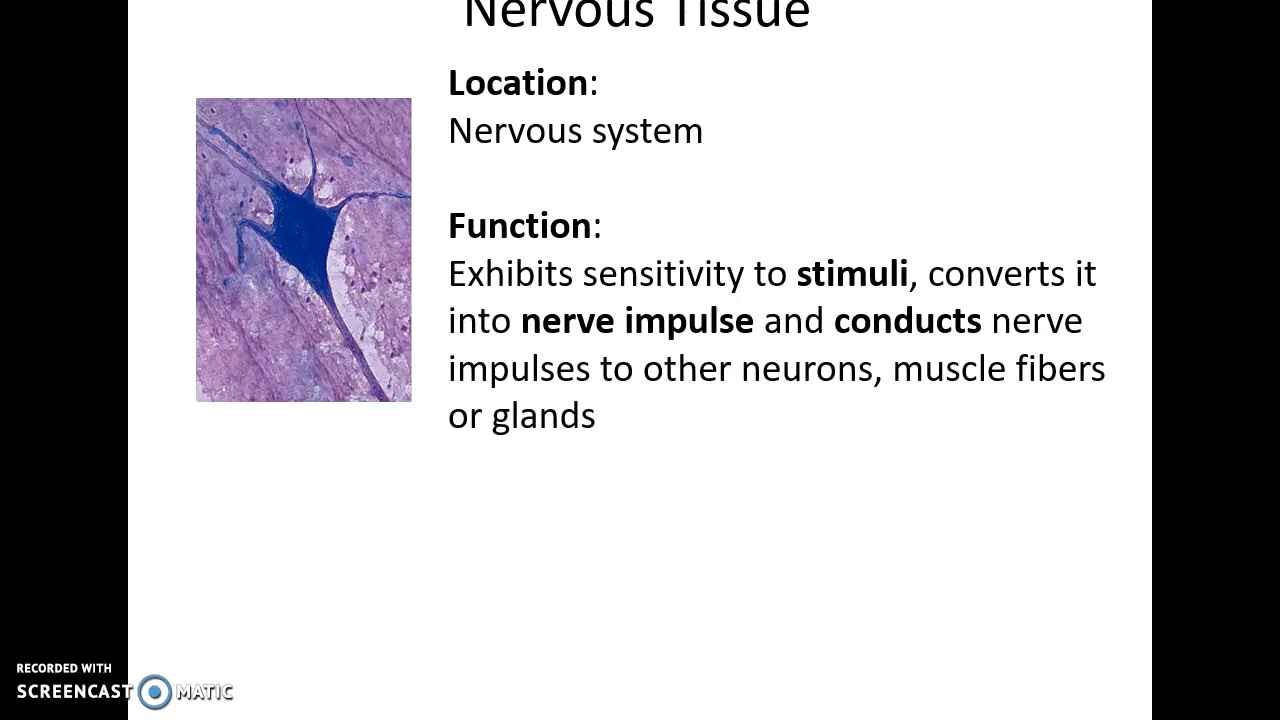 Nervous Tissue
Location:
Nervous system
Function:
Exhibits sensitivity to stimuli, converts it
into nerve impulse and conducts nerve
impulses to other neurons, muscle fibers
or glands
RECORDED WITH
SCREENCAST MATIC